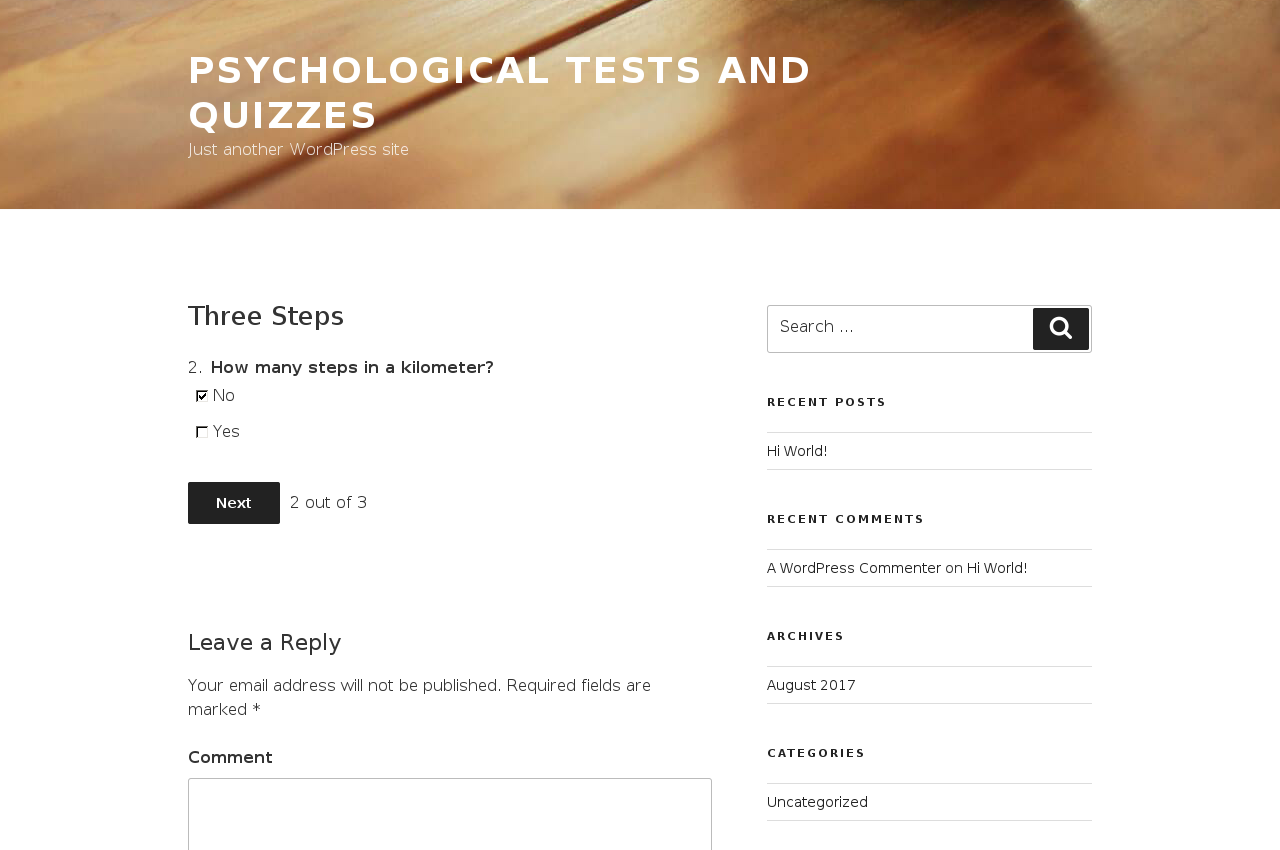 PSYCHOLOGICAL TESTS AND
QUIZZES
Just another WordPress site
Three Steps
2. How many steps in a kilometer?
No
Yes
Next 2 out of 3
Leave a Reply
Your email address will not be published. Required fields are
marked *
Comment
Search …
RECENT POSTS
Hi World!
RECENT COMMENTS
A WordPress Commenter on Hi World!
ARCHIVES
August 2017
CATEGORIES
Uncategorized